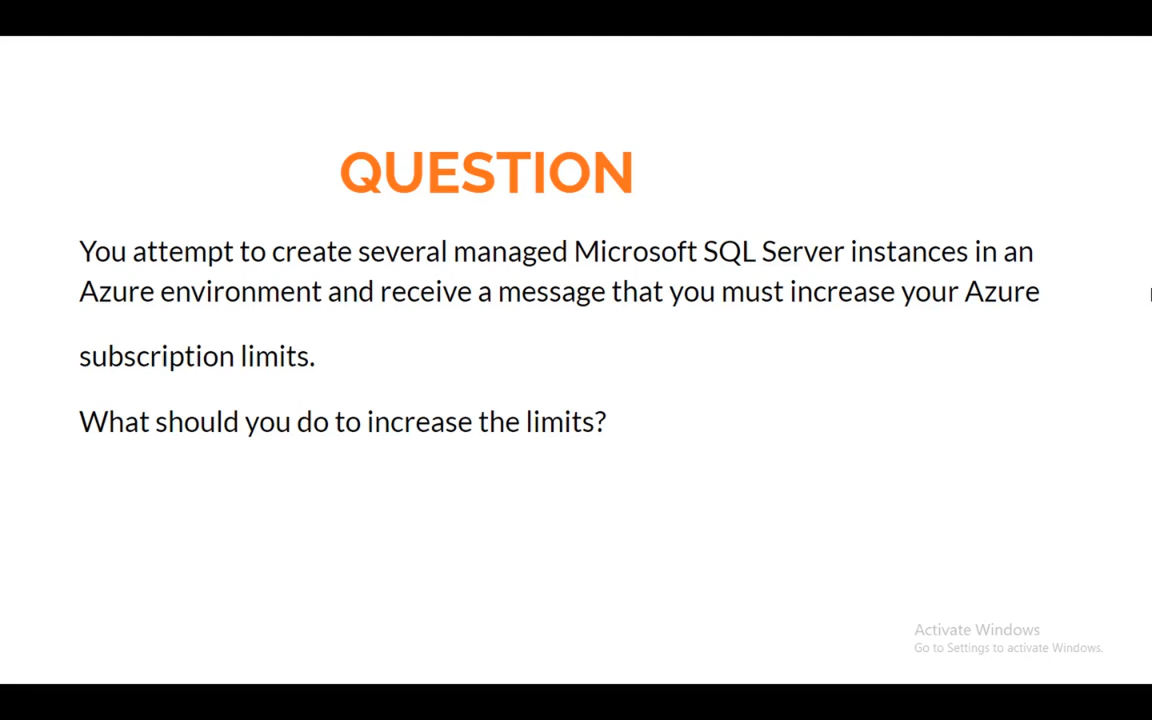 QUESTION
You attempt to create several managed Microsoft SQL Server instances in an
Azure environment and receive a message that you must increase your Azure
subscription limits.
What should you do to increase the limits?
Activate Windows
Go to Settings to activate Windows.